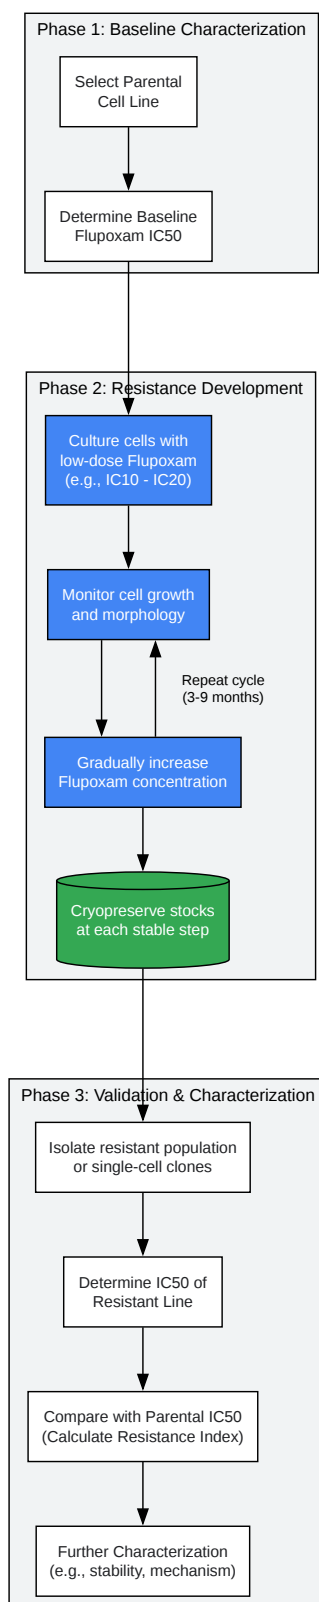 Phase 1: Baseline Characterization
Select Parental
Cell Line
Determine Baseline
Flupoxam IC50
Phase 2: Resistance Development
Culture cells with
low-dose Flupoxam
(e.g., IC10 - IC20)
Monitor cell growth
and morphology
Repeat cycle
(3-9 months)
Gradually increase
Flupoxam concentration
Cryopreserve stocks
at each stable step
Phase 3: Validation & Characterization
Isolate resistant population
or single-cell clones
Determine IC50 of
Resistant Line
Compare with Parental IC50
(Calculate Resistance Index)
Further Characterization
(e.g., stability, mechanism)